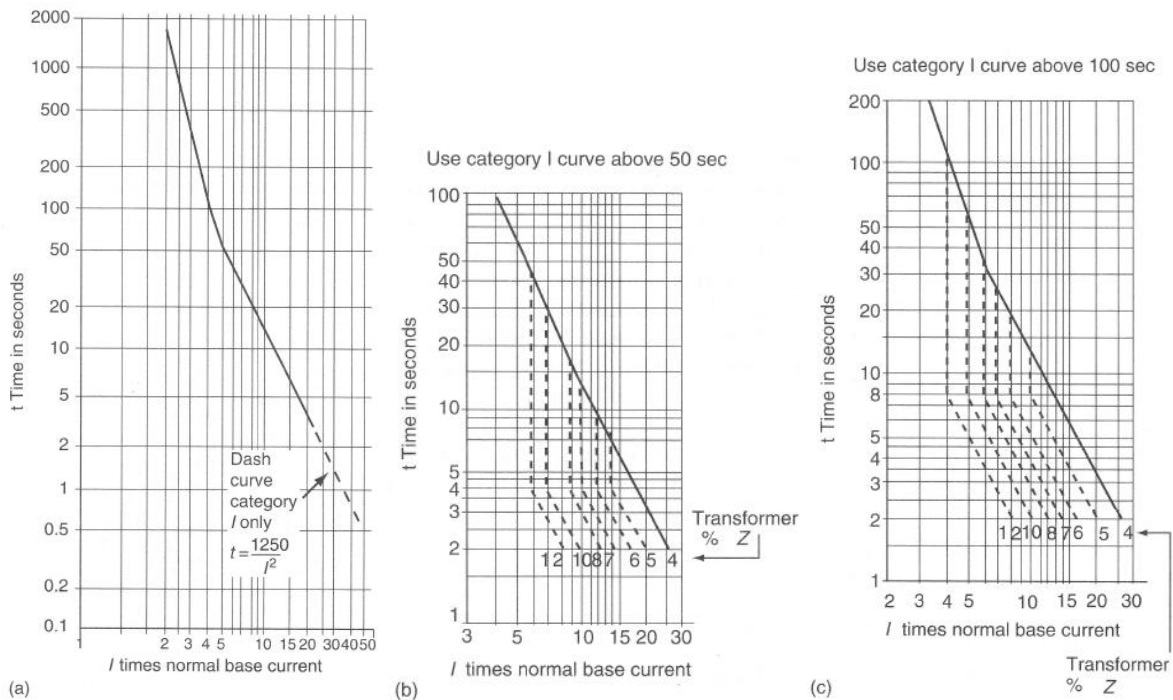 2000
1000
500
200
100
50
20
10
5
2
1
0.5
0.2
0.1
t Time in seconds
Dash
curve
category
I only
t = 1250/I²
1 2 3 4 5 10 15 20 30 40 50
I times normal base current
(a)
Use category I curve above 50 sec
100
50
40
30
20
10
5
4
3
2
1
t Time in seconds
12 10 8 7 6 5 4
Transformer
% Z
3 5 10 15 20 30
I times normal base current
(b)
Use category I curve above 100 sec
200
100
50
40
30
20
10
8
5
4
3
2
1
t Time in seconds
12 10 8 7 6 5 4
2 3 4 5 10 15 20 30
I times normal base current
Transformer
% Z
(c)